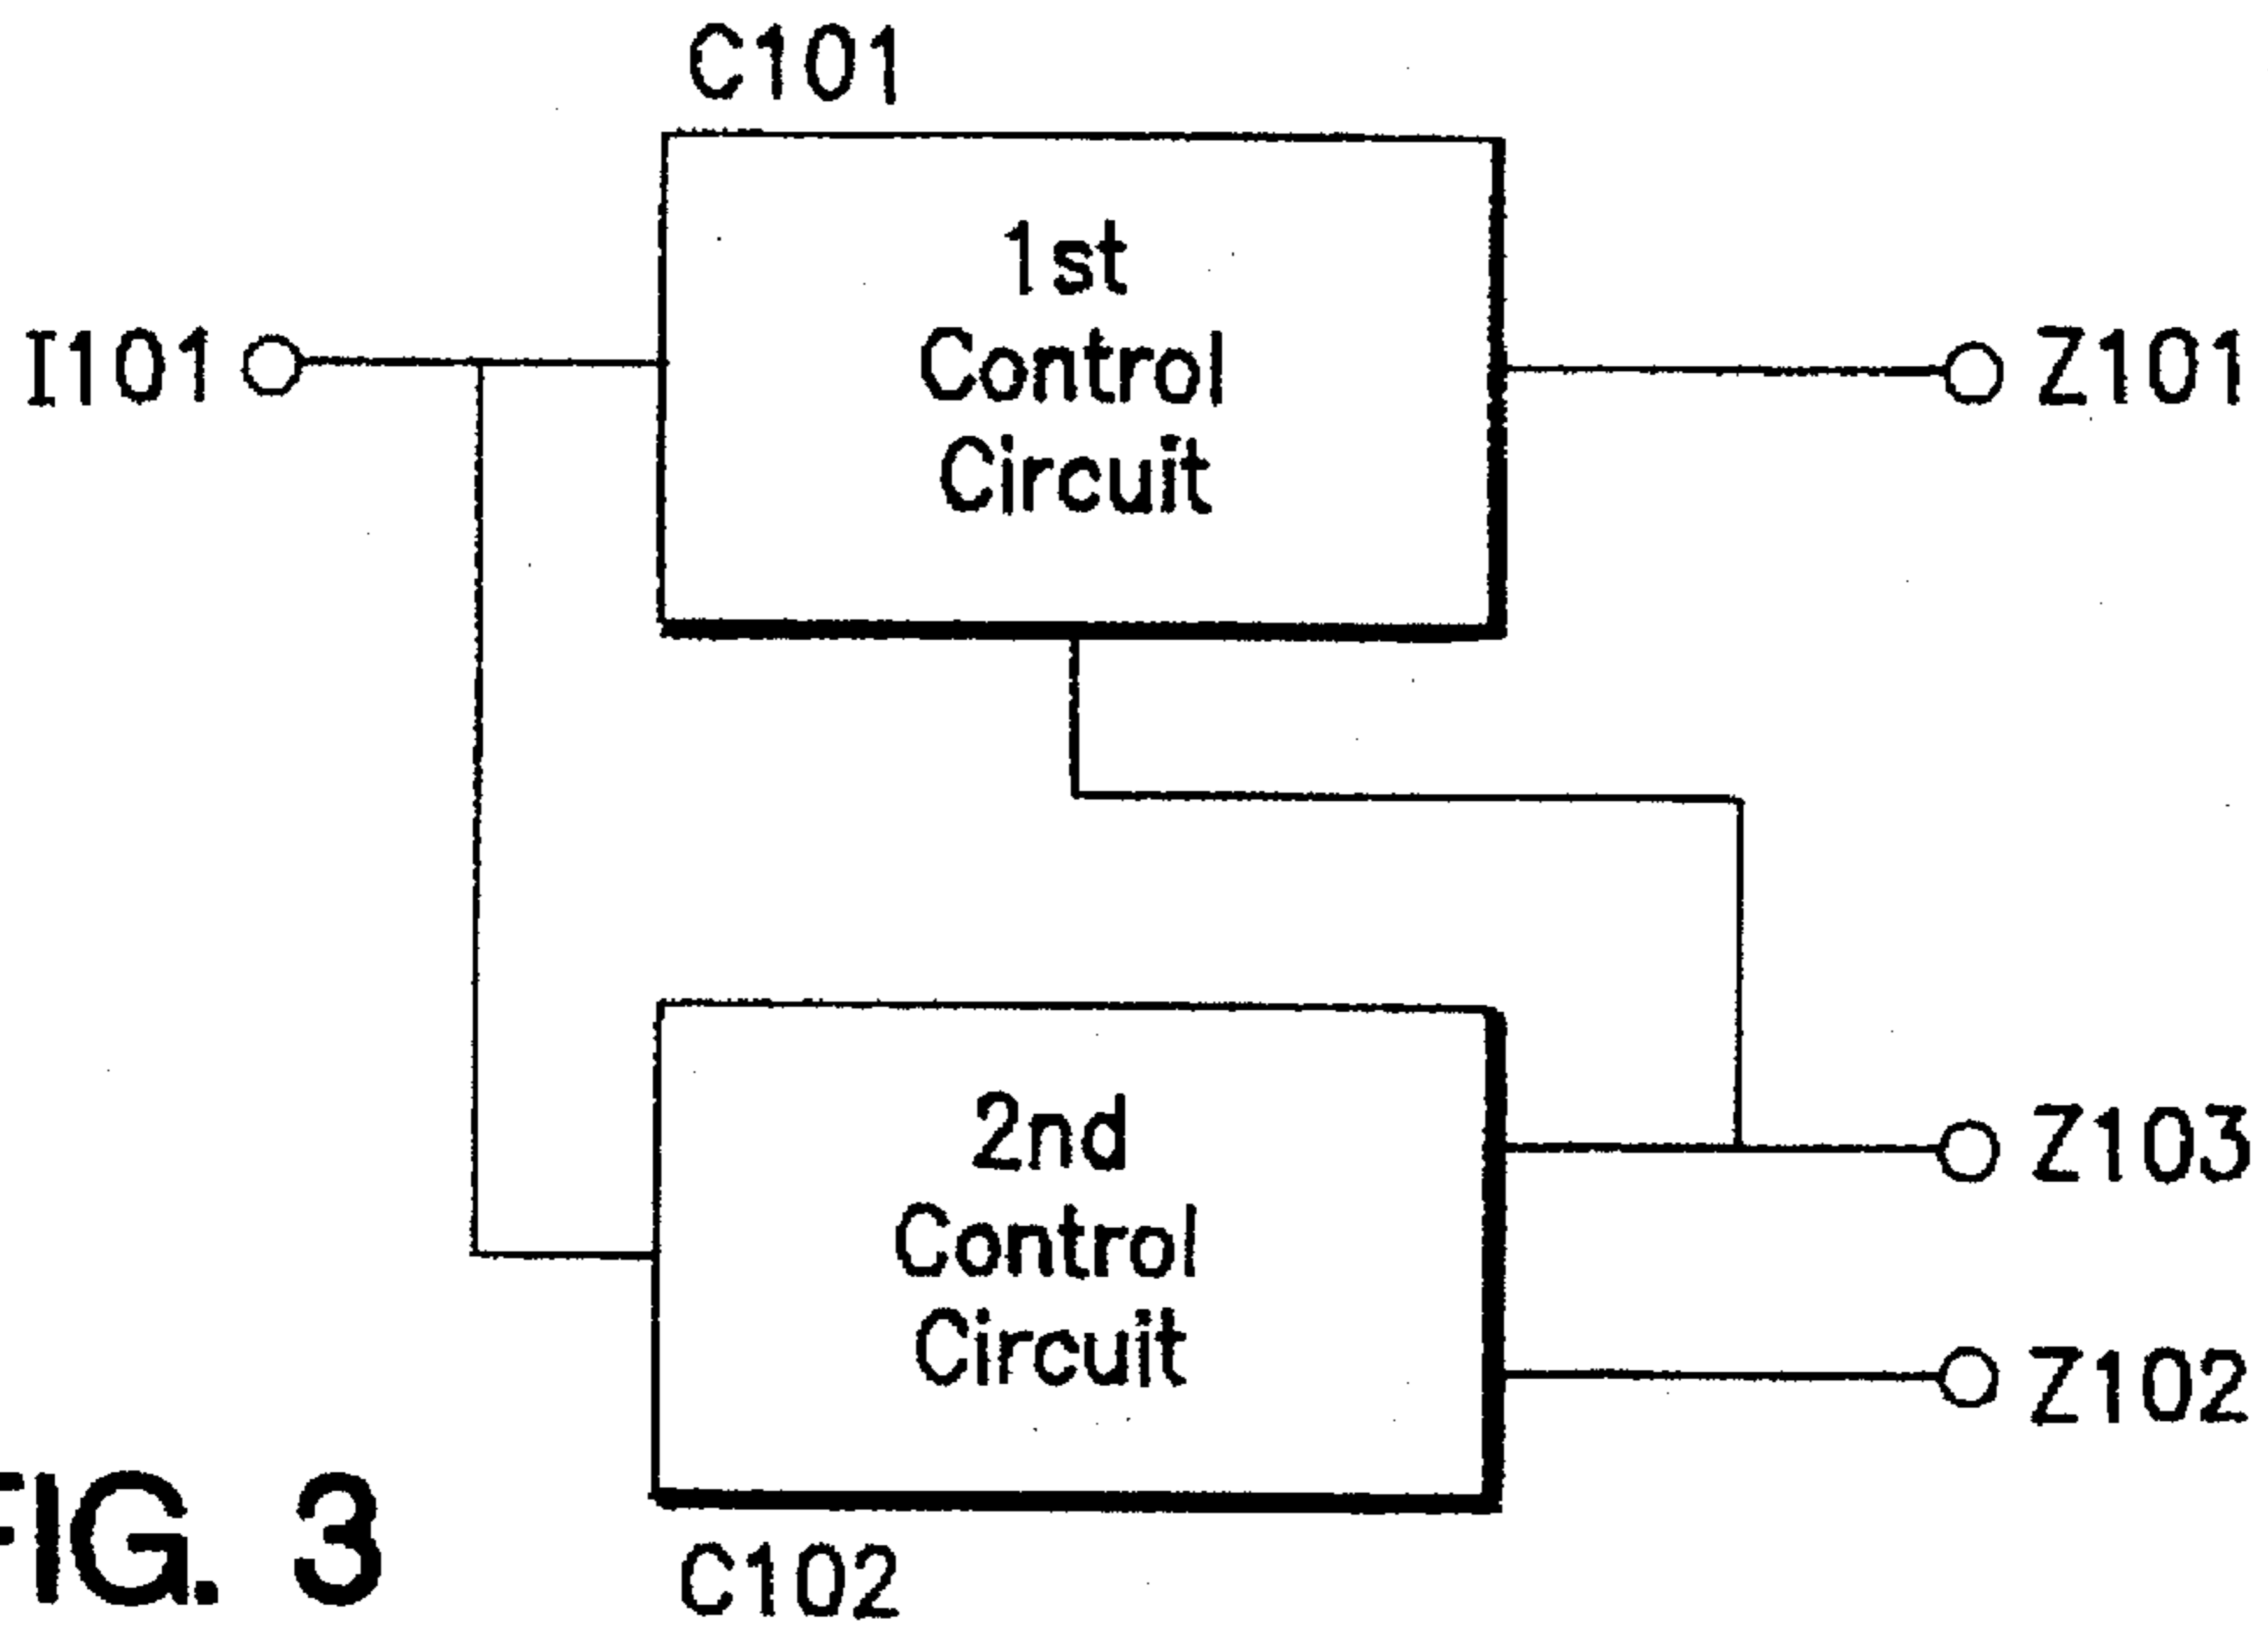 C101
1st
Control
Circuit
I101
Z101
2nd
Control
Circuit
Z103
Z102
FIG. 3
C102